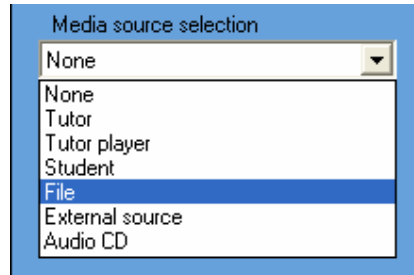 Media source selection
None
None
Tutor
Tutor player
Student
File
External source
Audio CD